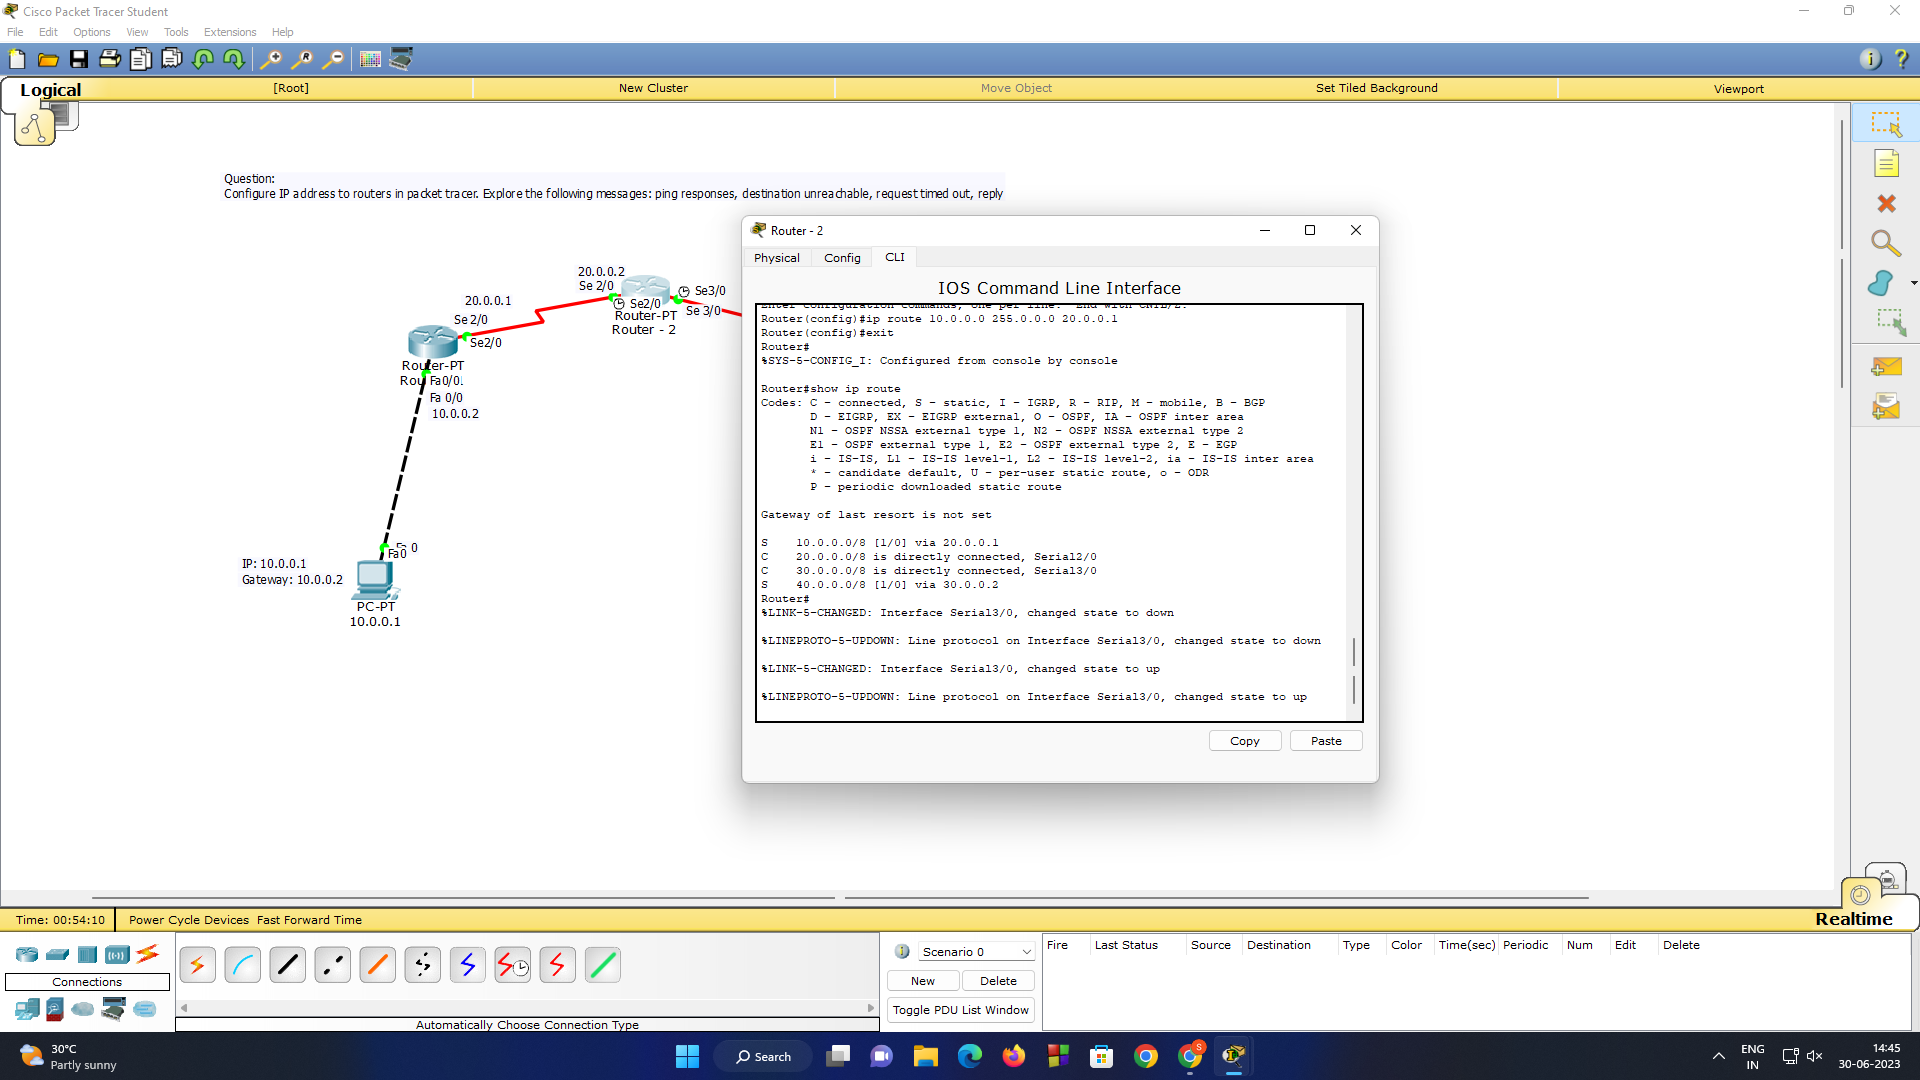 Cisco Packet Tracer Student
File Edit Options View Tools Extensions Help
Logical
[Root]
New Cluster
Move Object
Set Tiled Background
Viewport
Question:
Configure IP address to routers in packet tracer. Explore the following messages: ping responses, destination unreachable, request timed out, reply
20.0.0.2
Se 2/0
Se3/0
Se2/0
Se 3/0
Router-PT
Router - 2
20.0.0.1
Se 2/0
Se2/0
Router-PT
Rou
Fa0/0.
Fa 0/0
10.0.0.2
Fa0
0
IP: 10.0.0.1
Gateway: 10.0.0.2
PC-PT
10.0.0.1
Router - 2
Physical Config CLI
IOS Command Line Interface
Enter configuration commands, one per line. End with CNTL/Z.
Router(config)#ip route 10.0.0.0 255.0.0.0 20.0.0.1
Router(config)#exit
Router#
%SYS-5-CONFIG_I: Configured from console by console
Router#show ip route
Codes: C - connected, S - static, I - IGRP, R - RIP, M - mobile, B - BGP
D - EIGRP, EX - EIGRP external, O - OSPF, IA - OSPF inter area
N1 - OSPF NSSA external type 1, N2 - OSPF NSSA external type 2
E1 - OSPF external type 1, E2 - OSPF external type 2, E - EGP
i - IS-IS, L1 - IS-IS level-1, L2 - IS-IS level-2, ia - IS-IS inter area
* - candidate default, U - per-user static route, o - ODR
P - periodic downloaded static route
Gateway of last resort is not set
S 10.0.0.0/8 [1/0] via 20.0.0.1
C 20.0.0.0/8 is directly connected, Serial2/0
C 30.0.0.0/8 is directly connected, Serial3/0
S 40.0.0.0/8 [1/0] via 30.0.0.2
Router#
%LINK-5-CHANGED: Interface Serial3/0, changed state to down
%LINEPROTO-5-UPDOWN: Line protocol on Interface Serial3/0, changed state to down
%LINK-5-CHANGED: Interface Serial3/0, changed state to up
%LINEPROTO-5-UPDOWN: Line protocol on Interface Serial3/0, changed state to up
Copy Paste
Time: 00:54:10
Power Cycle Devices Fast Forward Time
Realtime
Connections
Automatically Choose Connection Type
Scenario 0
New Delete
Toggle PDU List Window
Fire Last Status Source Destination Type Color Time(sec) Periodic Num Edit Delete
30°C
Partly sunny
Search
S
ENG
IN
14:45
30-06-2023